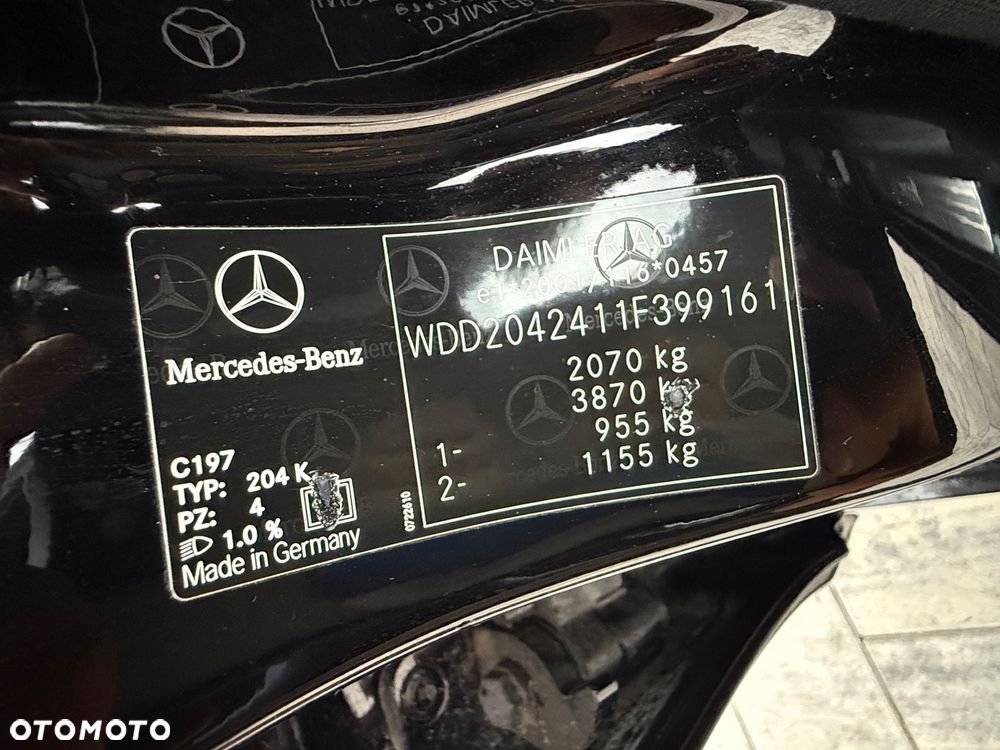 DAIMLER AG
e1*2001/116*0457
WDD2042411F399161
2070 kg
3870 kg
1- 955 kg
2- 1155 kg
Mercedes-Benz
C197
TYP: 204 K
PZ: 4
1.0 %
Made in Germany
0722610
OTOMOTO